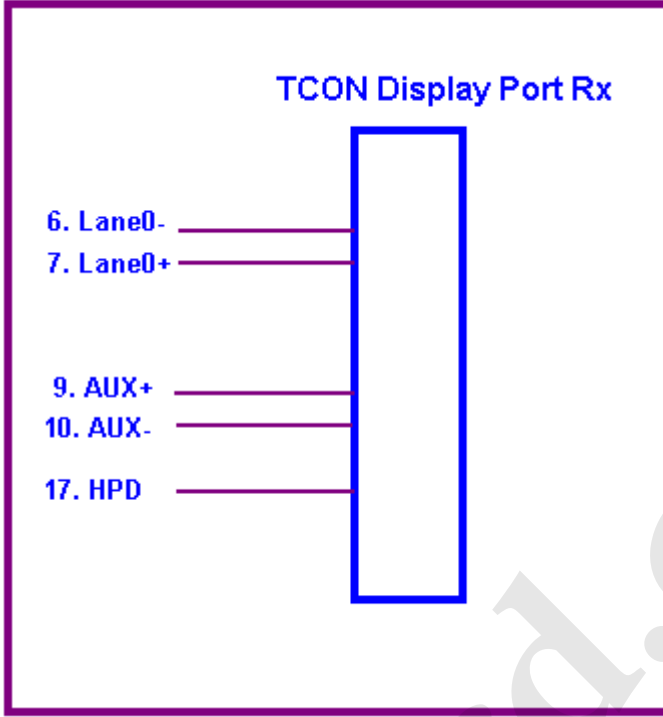 TCON Display Port Rx
6. Lane0-
7. Lane0+
9. AUX+
10. AUX-
17. HPD